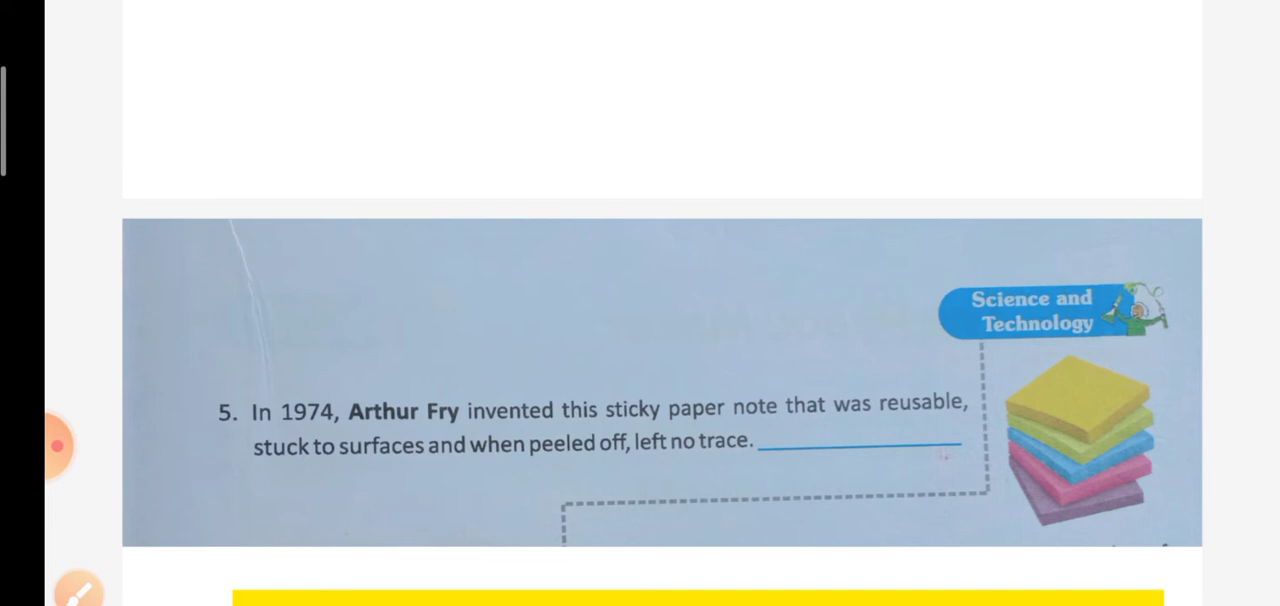 Science and
Technology
5. In 1974, Arthur Fry invented this sticky paper note that was reusable,
stuck to surfaces and when peeled off, left no trace.